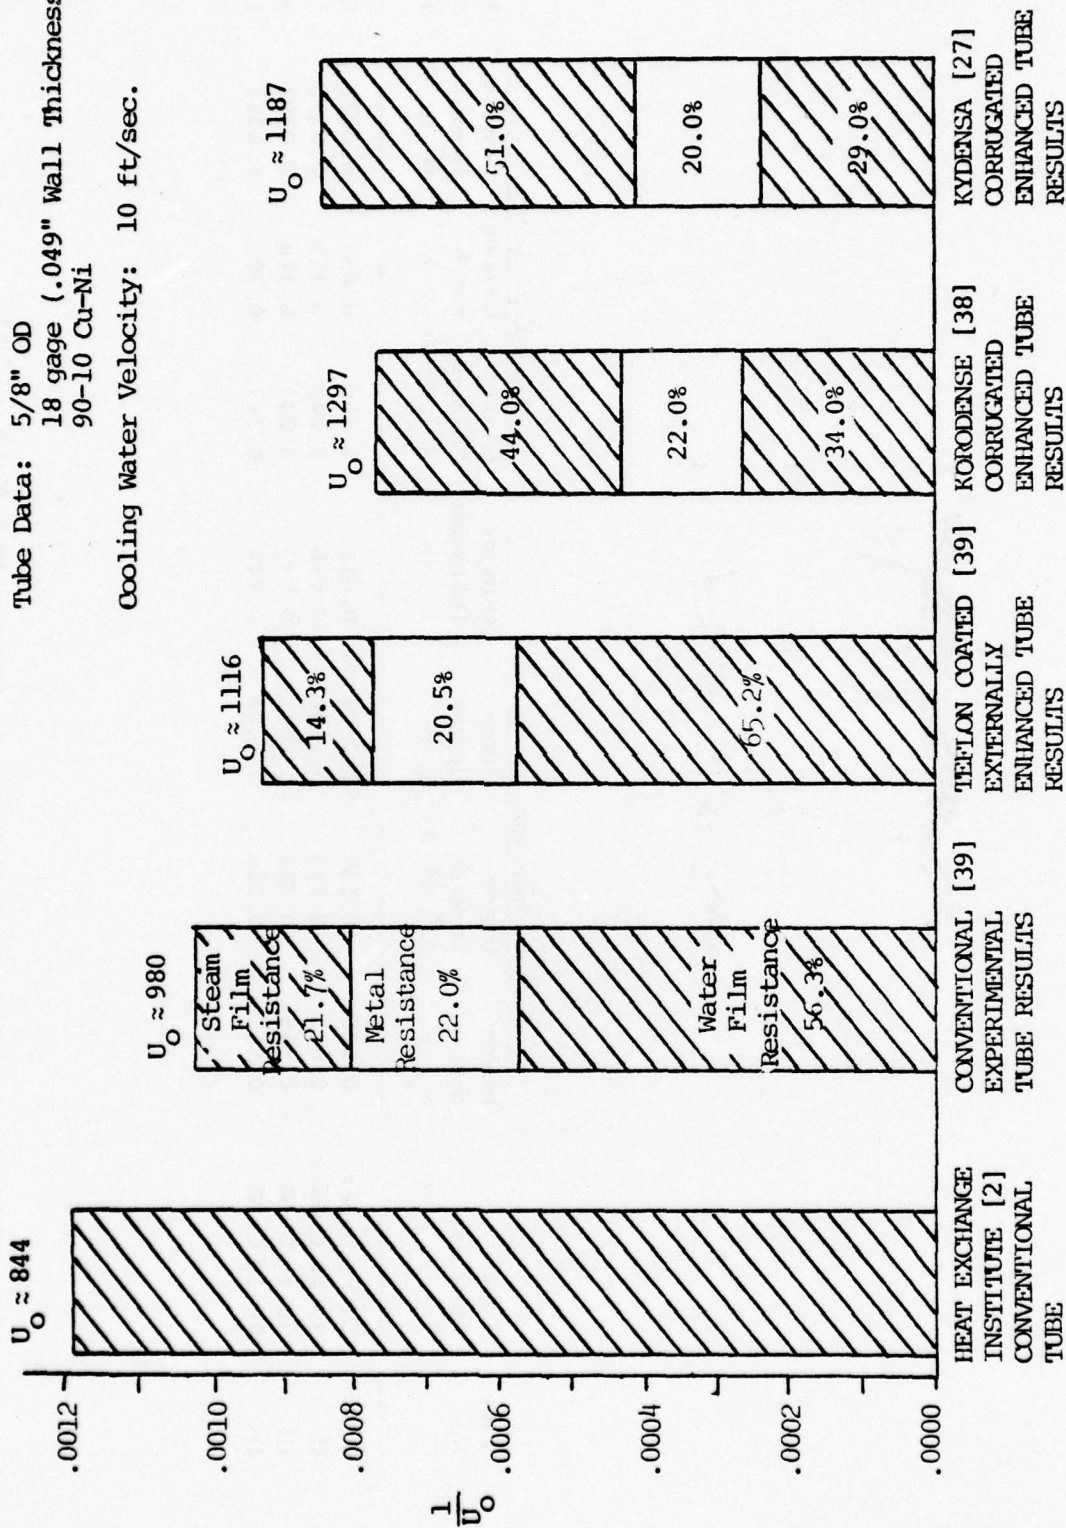 Tube Data: 5/8" OD
18 gage (.049" Wall Thickness
90-10 Cu-Ni
Cooling Water Velocity: 10 ft/sec.
1
U_O
.0012
.0010
.0008
.0006
.0004
.0002
.0000
U_O ≈ 844
U_O ≈ 980
Steam
Film
Resistance
21.7%
Metal
Resistance
22.0%
Water
Film
Resistance
56.3%
U_O ≈ 1116
14.3%
20.5%
65.2%
U_O ≈ 1297
44.0%
22.0%
34.0%
U_O ≈ 1187
51.0%
20.0%
29.0%
HEAT EXCHANGE
INSTITUTE [2]
CONVENTIONAL
TUBE
CONVENTIONAL [39]
EXPERIMENTAL
TUBE RESULTS
TEFLON COATED [39]
EXTERNALLY
ENHANCED TUBE
RESULTS
KORODENSE [38]
CORRUGATED
ENHANCED TUBE
RESULTS
KYDENSA [27]
CORRUGATED
ENHANCED TUBE
RESULTS